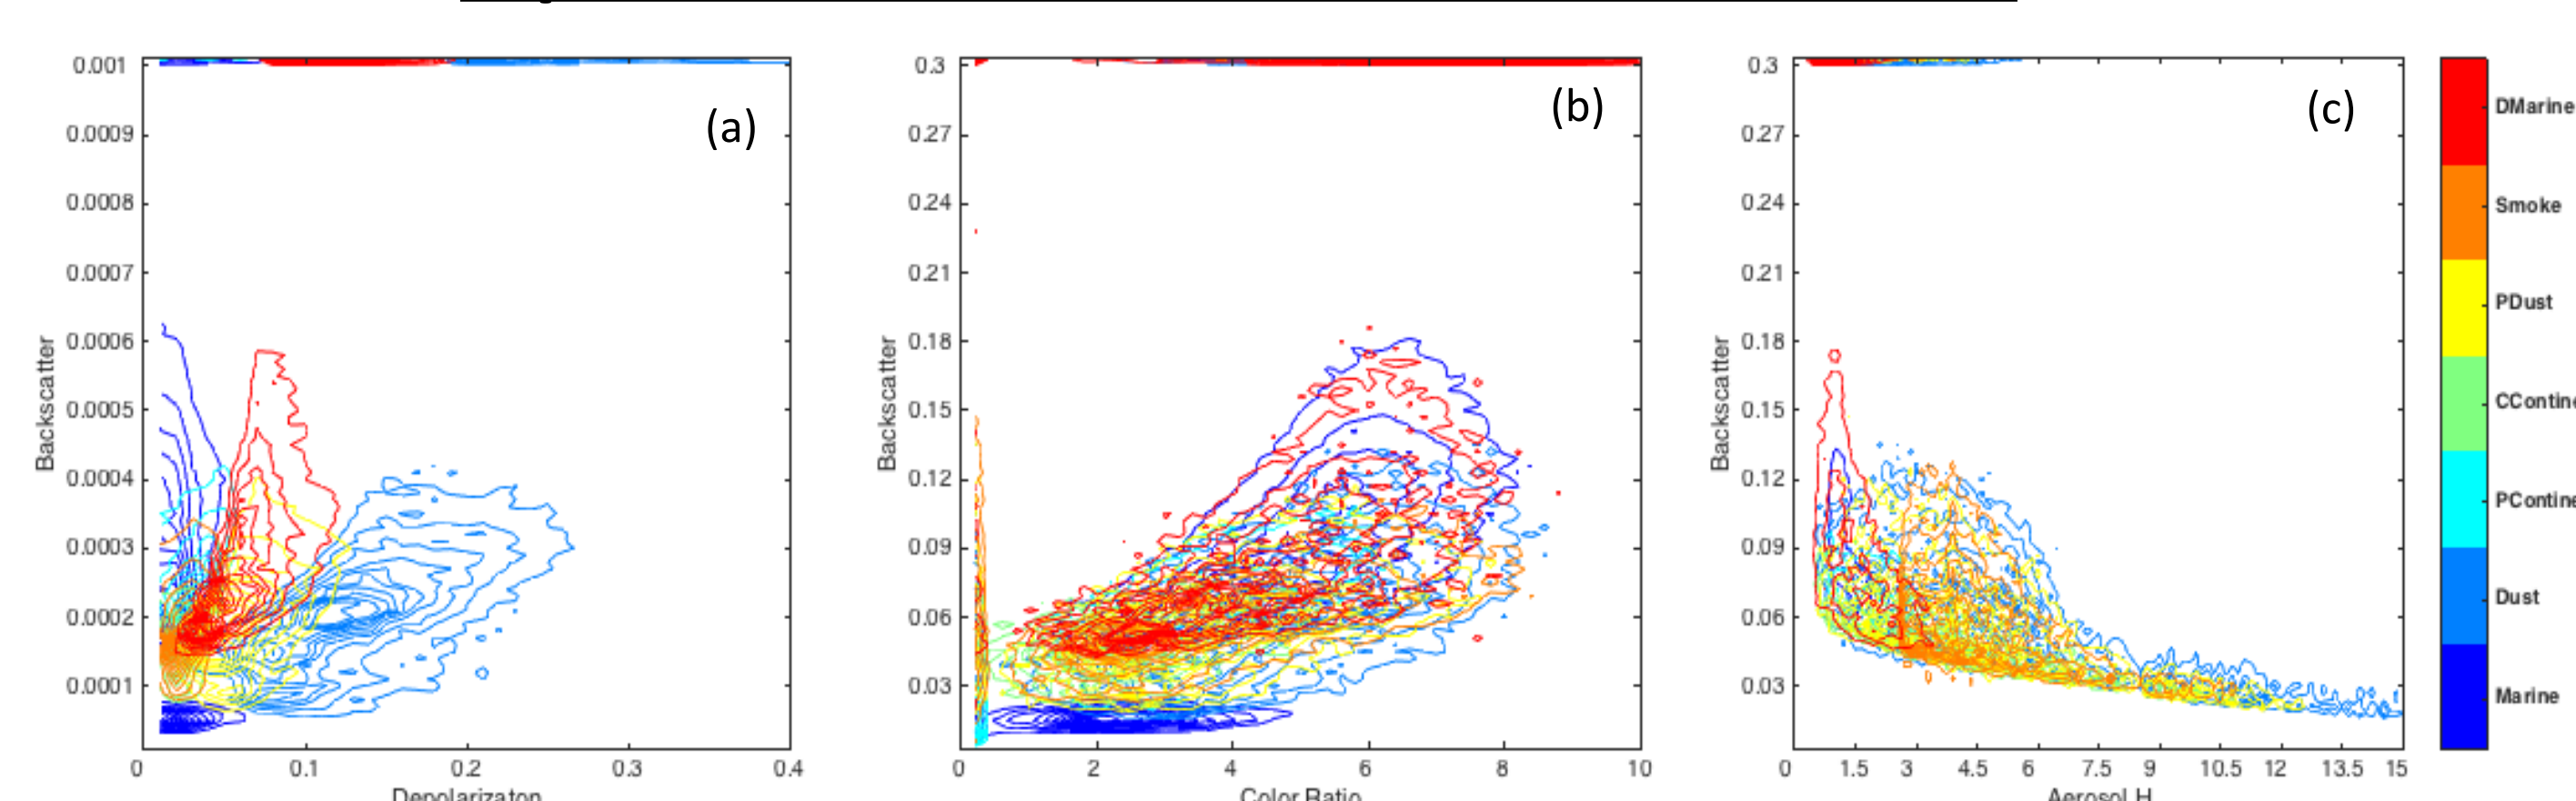 (a)
0.001
0.0009
0.0008
0.0007
0.0006
0.0005
0.0004
0.0003
0.0002
0.0001
Backscatter
0 0.1 0.2 0.3 0.4
Depolarizaton
(b)
0.3
0.27
0.24
0.21
0.18
0.15
0.12
0.09
0.06
0.03
Backscatter
0 2 4 6 8 10
Color Ratio
(c)
0.3
0.27
0.24
0.21
0.18
0.15
0.12
0.09
0.06
0.03
Backscatter
0 1.5 3 4.5 6 7.5 9 10.5 12 13.5 15
Aerosol H
DMarine
Smoke
PDust
CContine
PContine
Dust
Marine